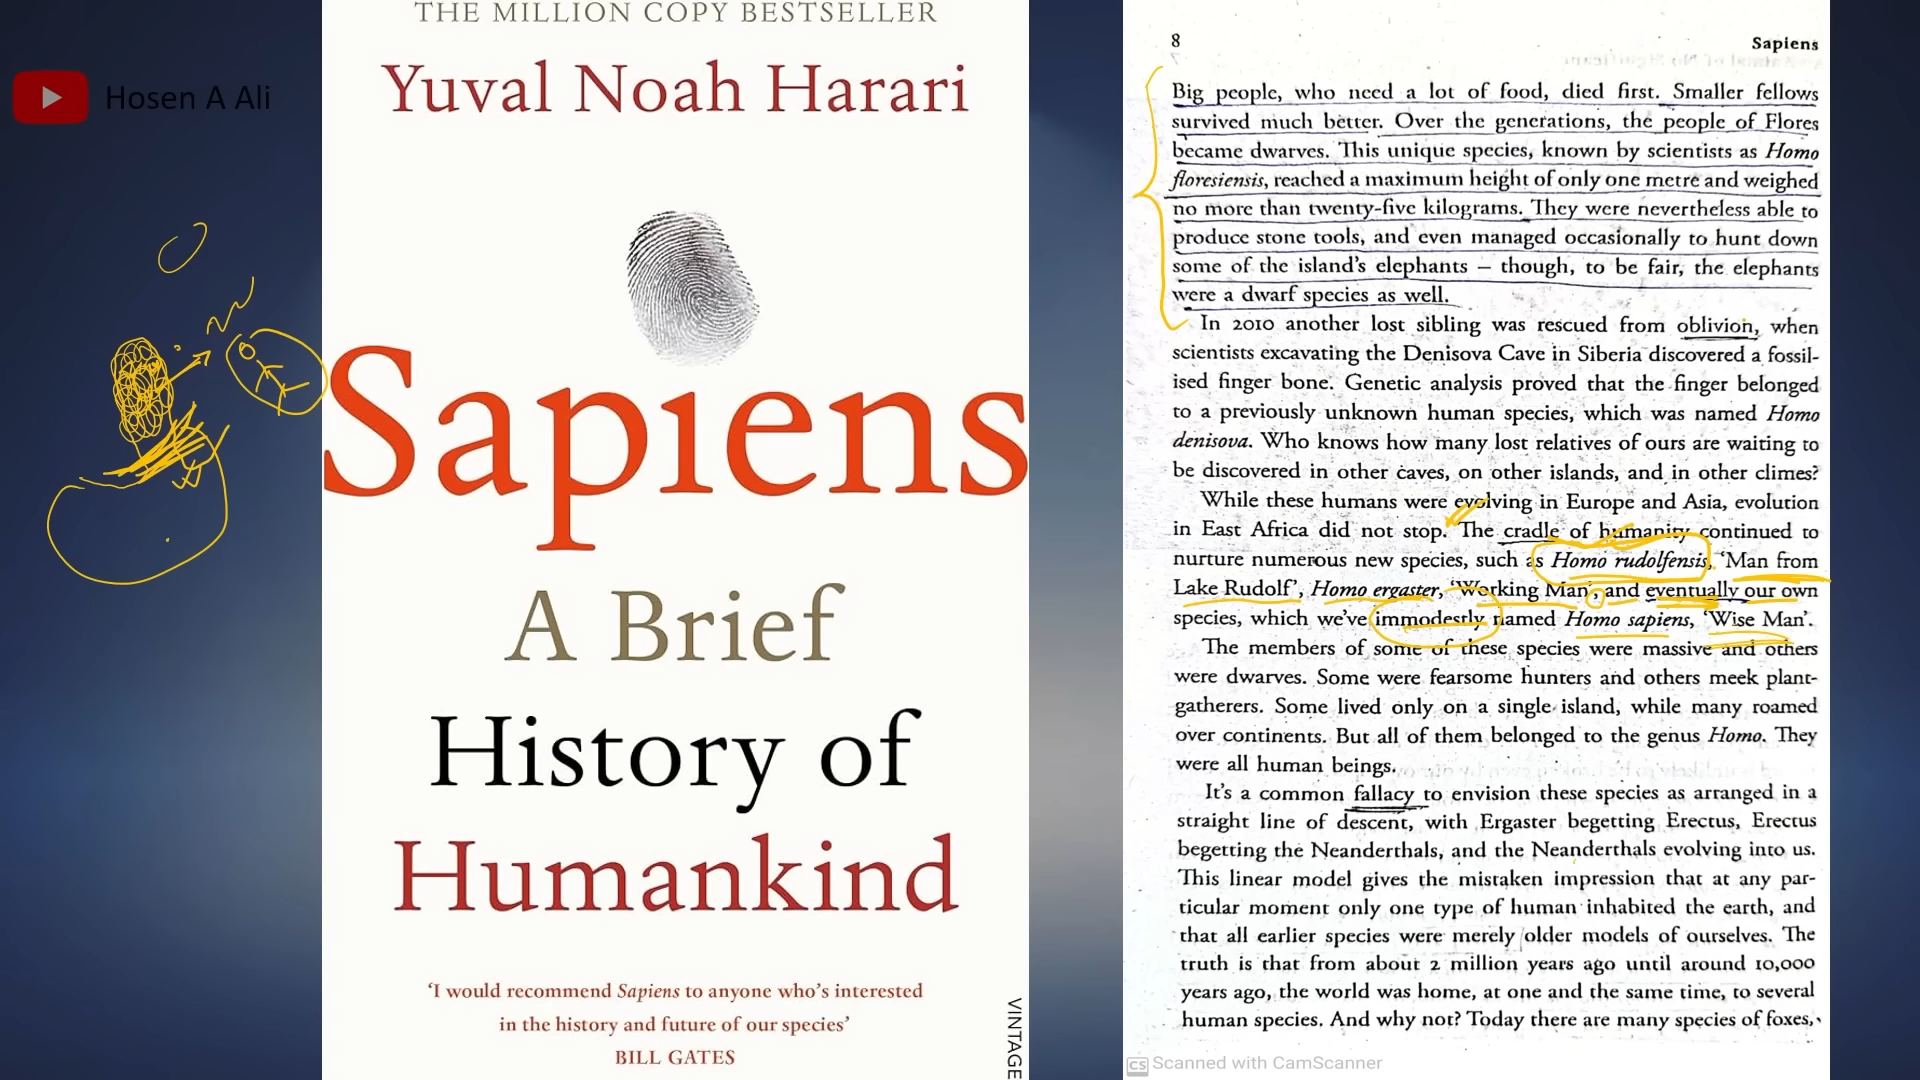 Hosen A Ali
THE MILLION COPY BESTSELLER
Yuval Noah Harari
Sapiens
A Brief
History of
Humankind
‘I would recommend Sapiens to anyone who’s interested
in the history and future of our species’
BILL GATES
VINTAGE
8
Sapiens
Big people, who need a lot of food, died first. Smaller fellows
survived much better. Over the generations, the people of Flores
became dwarves. This unique species, known by scientists as Homo
floresiensis, reached a maximum height of only one metre and weighed
no more than twenty-five kilograms. They were nevertheless able to
produce stone tools, and even managed occasionally to hunt down
some of the island’s elephants – though, to be fair, the elephants
were a dwarf species as well.
In 2010 another lost sibling was rescued from oblivion, when
scientists excavating the Denisova Cave in Siberia discovered a fossil-
ised finger bone. Genetic analysis proved that the finger belonged
to a previously unknown human species, which was named Homo
denisova. Who knows how many lost relatives of ours are waiting to
be discovered in other caves, on other islands, and in other climes?
While these humans were evolving in Europe and Asia, evolution
in East Africa did not stop. The cradle of humanity continued to
nurture numerous new species, such as Homo rudolfensis, ‘Man from
Lake Rudolf’, Homo ergaster, ‘Working Man’, and eventually our own
species, which we’ve immodestly named Homo sapiens, ‘Wise Man’.
The members of some of these species were massive and others
were dwarves. Some were fearsome hunters and others meek plant-
gatherers. Some lived only on a single island, while many roamed
over continents. But all of them belonged to the genus Homo. They
were all human beings.
It’s a common fallacy to envision these species as arranged in a
straight line of descent, with Ergaster begetting Erectus, Erectus
begetting the Neanderthals, and the Neanderthals evolving into us.
This linear model gives the mistaken impression that at any par-
ticular moment only one type of human inhabited the earth, and
that all earlier species were merely older models of ourselves. The
truth is that from about 2 million years ago until around 10,000
years ago, the world was home, at one and the same time, to several
human species. And why not? Today there are many species of foxes,
CS Scanned with CamScanner